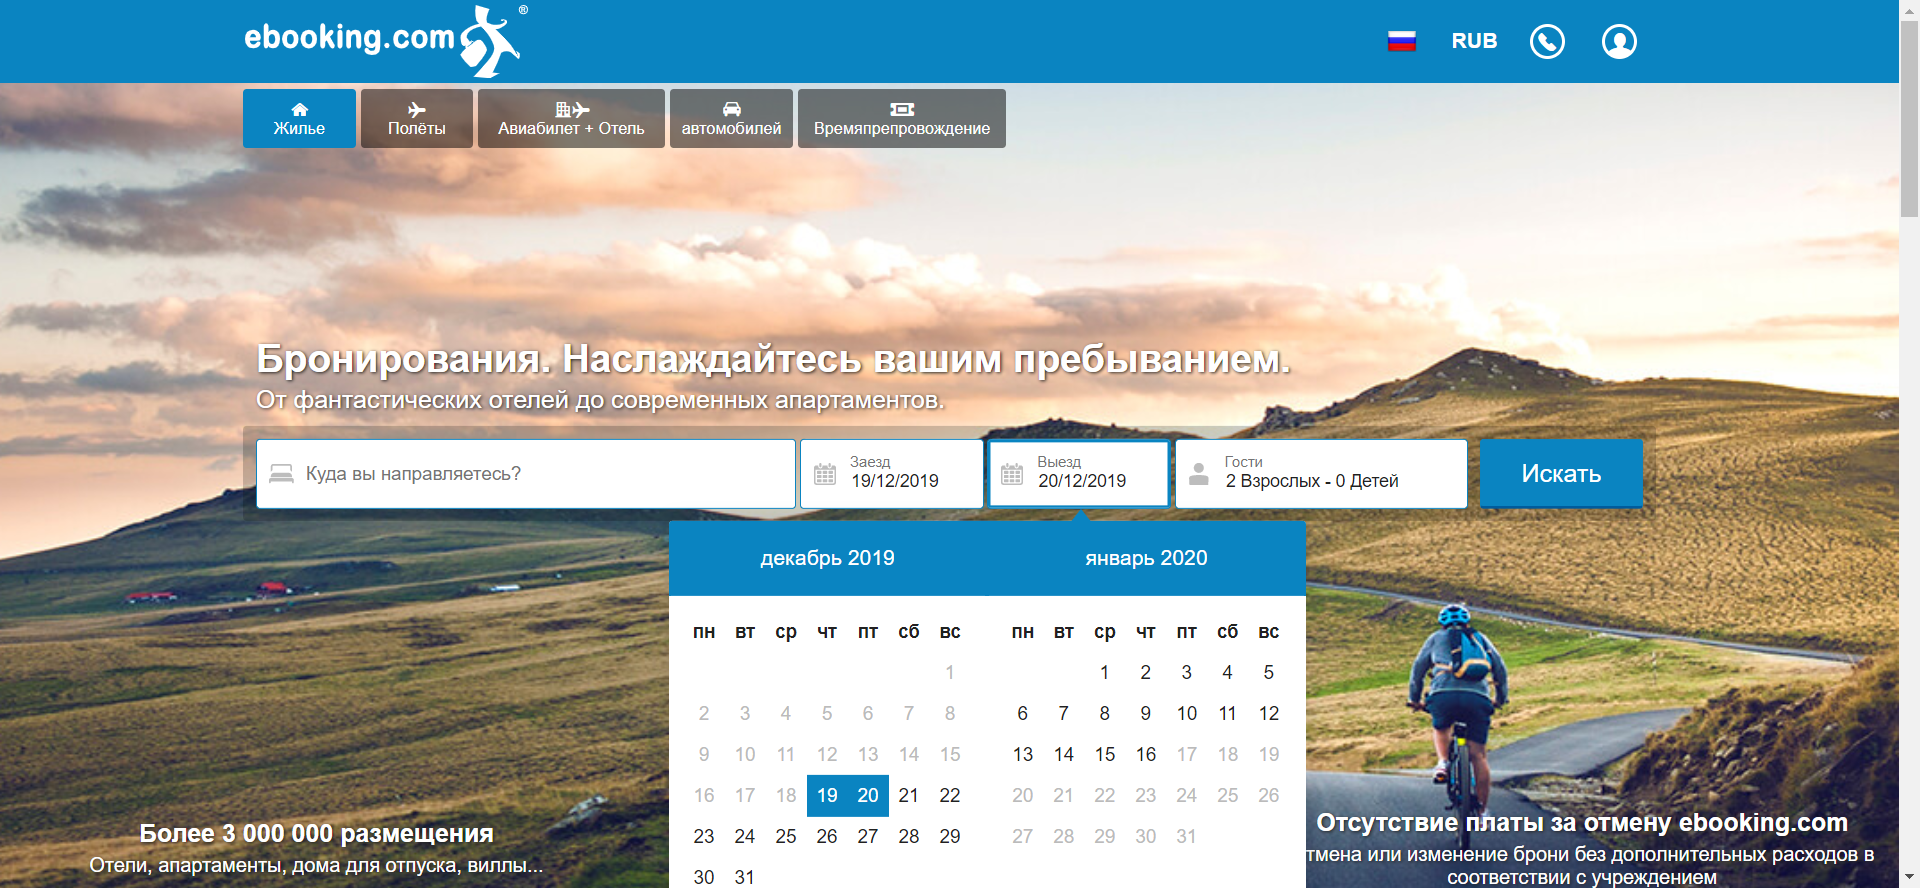 ebooking.com ®
RUB
Жилье
Полёты
Авиабилет + Отель
автомобилей
Времяпрепровождение
Бронирования. Наслаждайтесь вашим пребыванием.
От фантастических отелей до современных апартаментов.
Куда вы направляетесь?
Заезд
19/12/2019
Выезд
20/12/2019
Гости
2 Взрослых - 0 Детей
Искать
декабрь 2019
пн вт ср чт пт сб вс
1
2 3 4 5 6 7 8
9 10 11 12 13 14 15
16 17 18 19 20 21 22
23 24 25 26 27 28 29
30 31
январь 2020
пн вт ср чт пт сб вс
1 2 3 4 5
6 7 8 9 10 11 12
13 14 15 16 17 18 19
20 21 22 23 24 25 26
27 28 29 30 31
Более 3 000 000 размещения
Отели, апартаменты, дома для отпуска, виллы...
Отсутствие платы за отмену ebooking.com
тмена или изменение брони без дополнительных расходов в
соответствии с учреждением